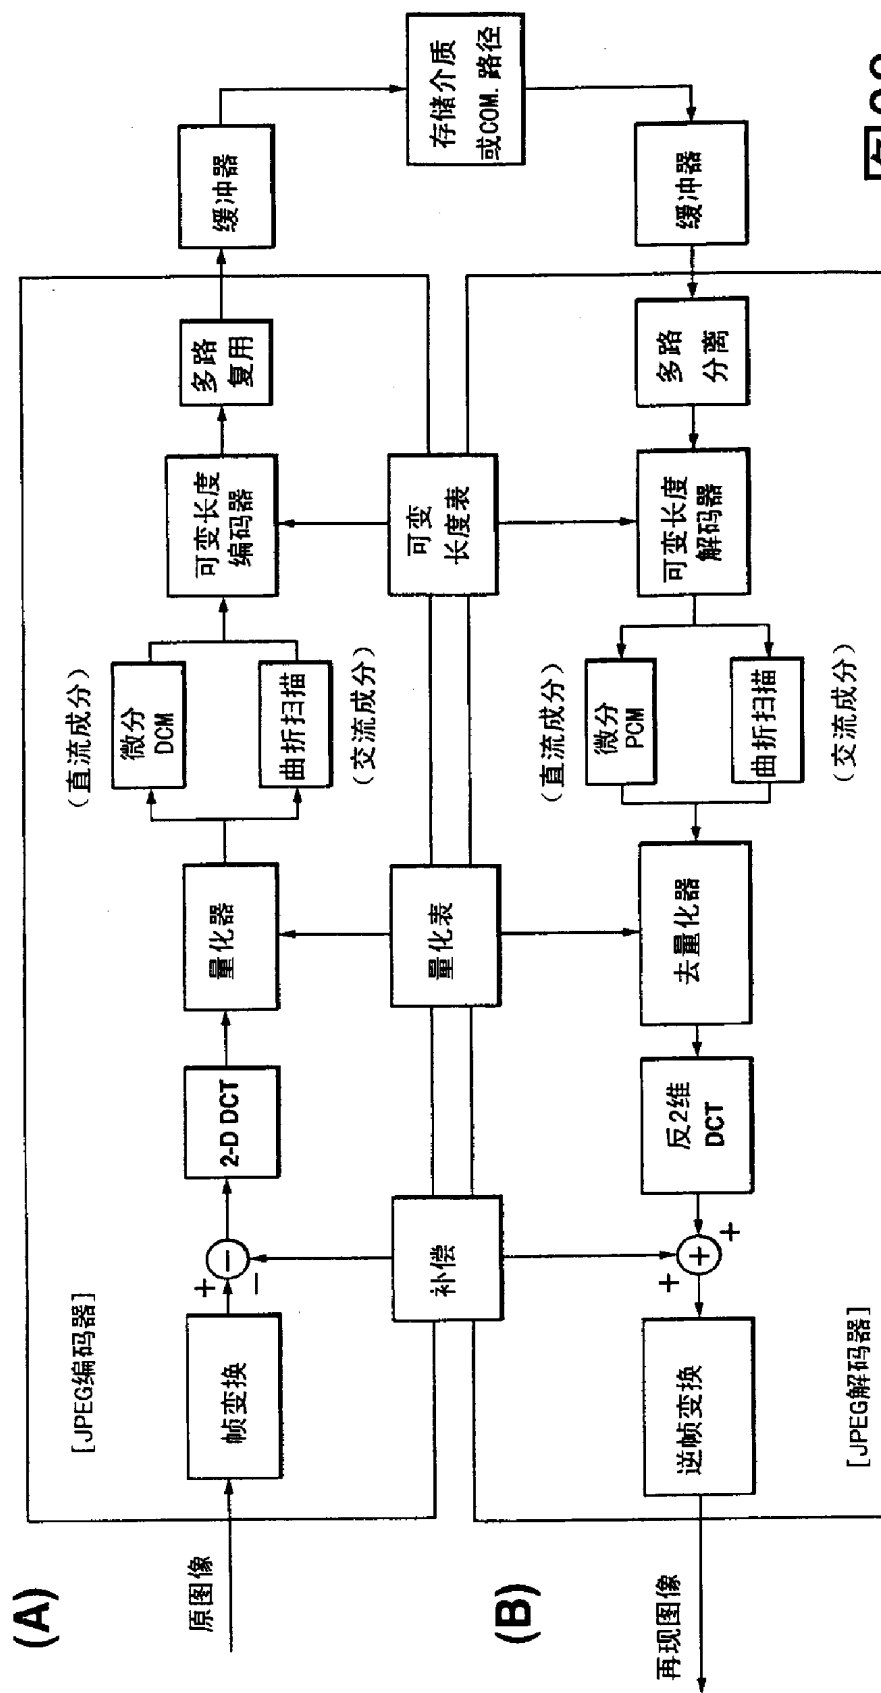 (A)
[JPEG编码器]
原图像
帧变换
+
−
−
2-D DCT
量化器
(直流成分)
微分
DCM
曲折扫描
(交流成分)
可变长度
编码器
多路
复用
缓冲器
存储介质
或COM.路径
补偿
量化表
可变
长度表
(B)
再现图像
逆帧变换
+
+
+
反2维
DCT
去量化器
(直流成分)
微分
PCM
曲折扫描
(交流成分)
可变长度
解码器
多路
分离
缓冲器
[JPEG解码器]